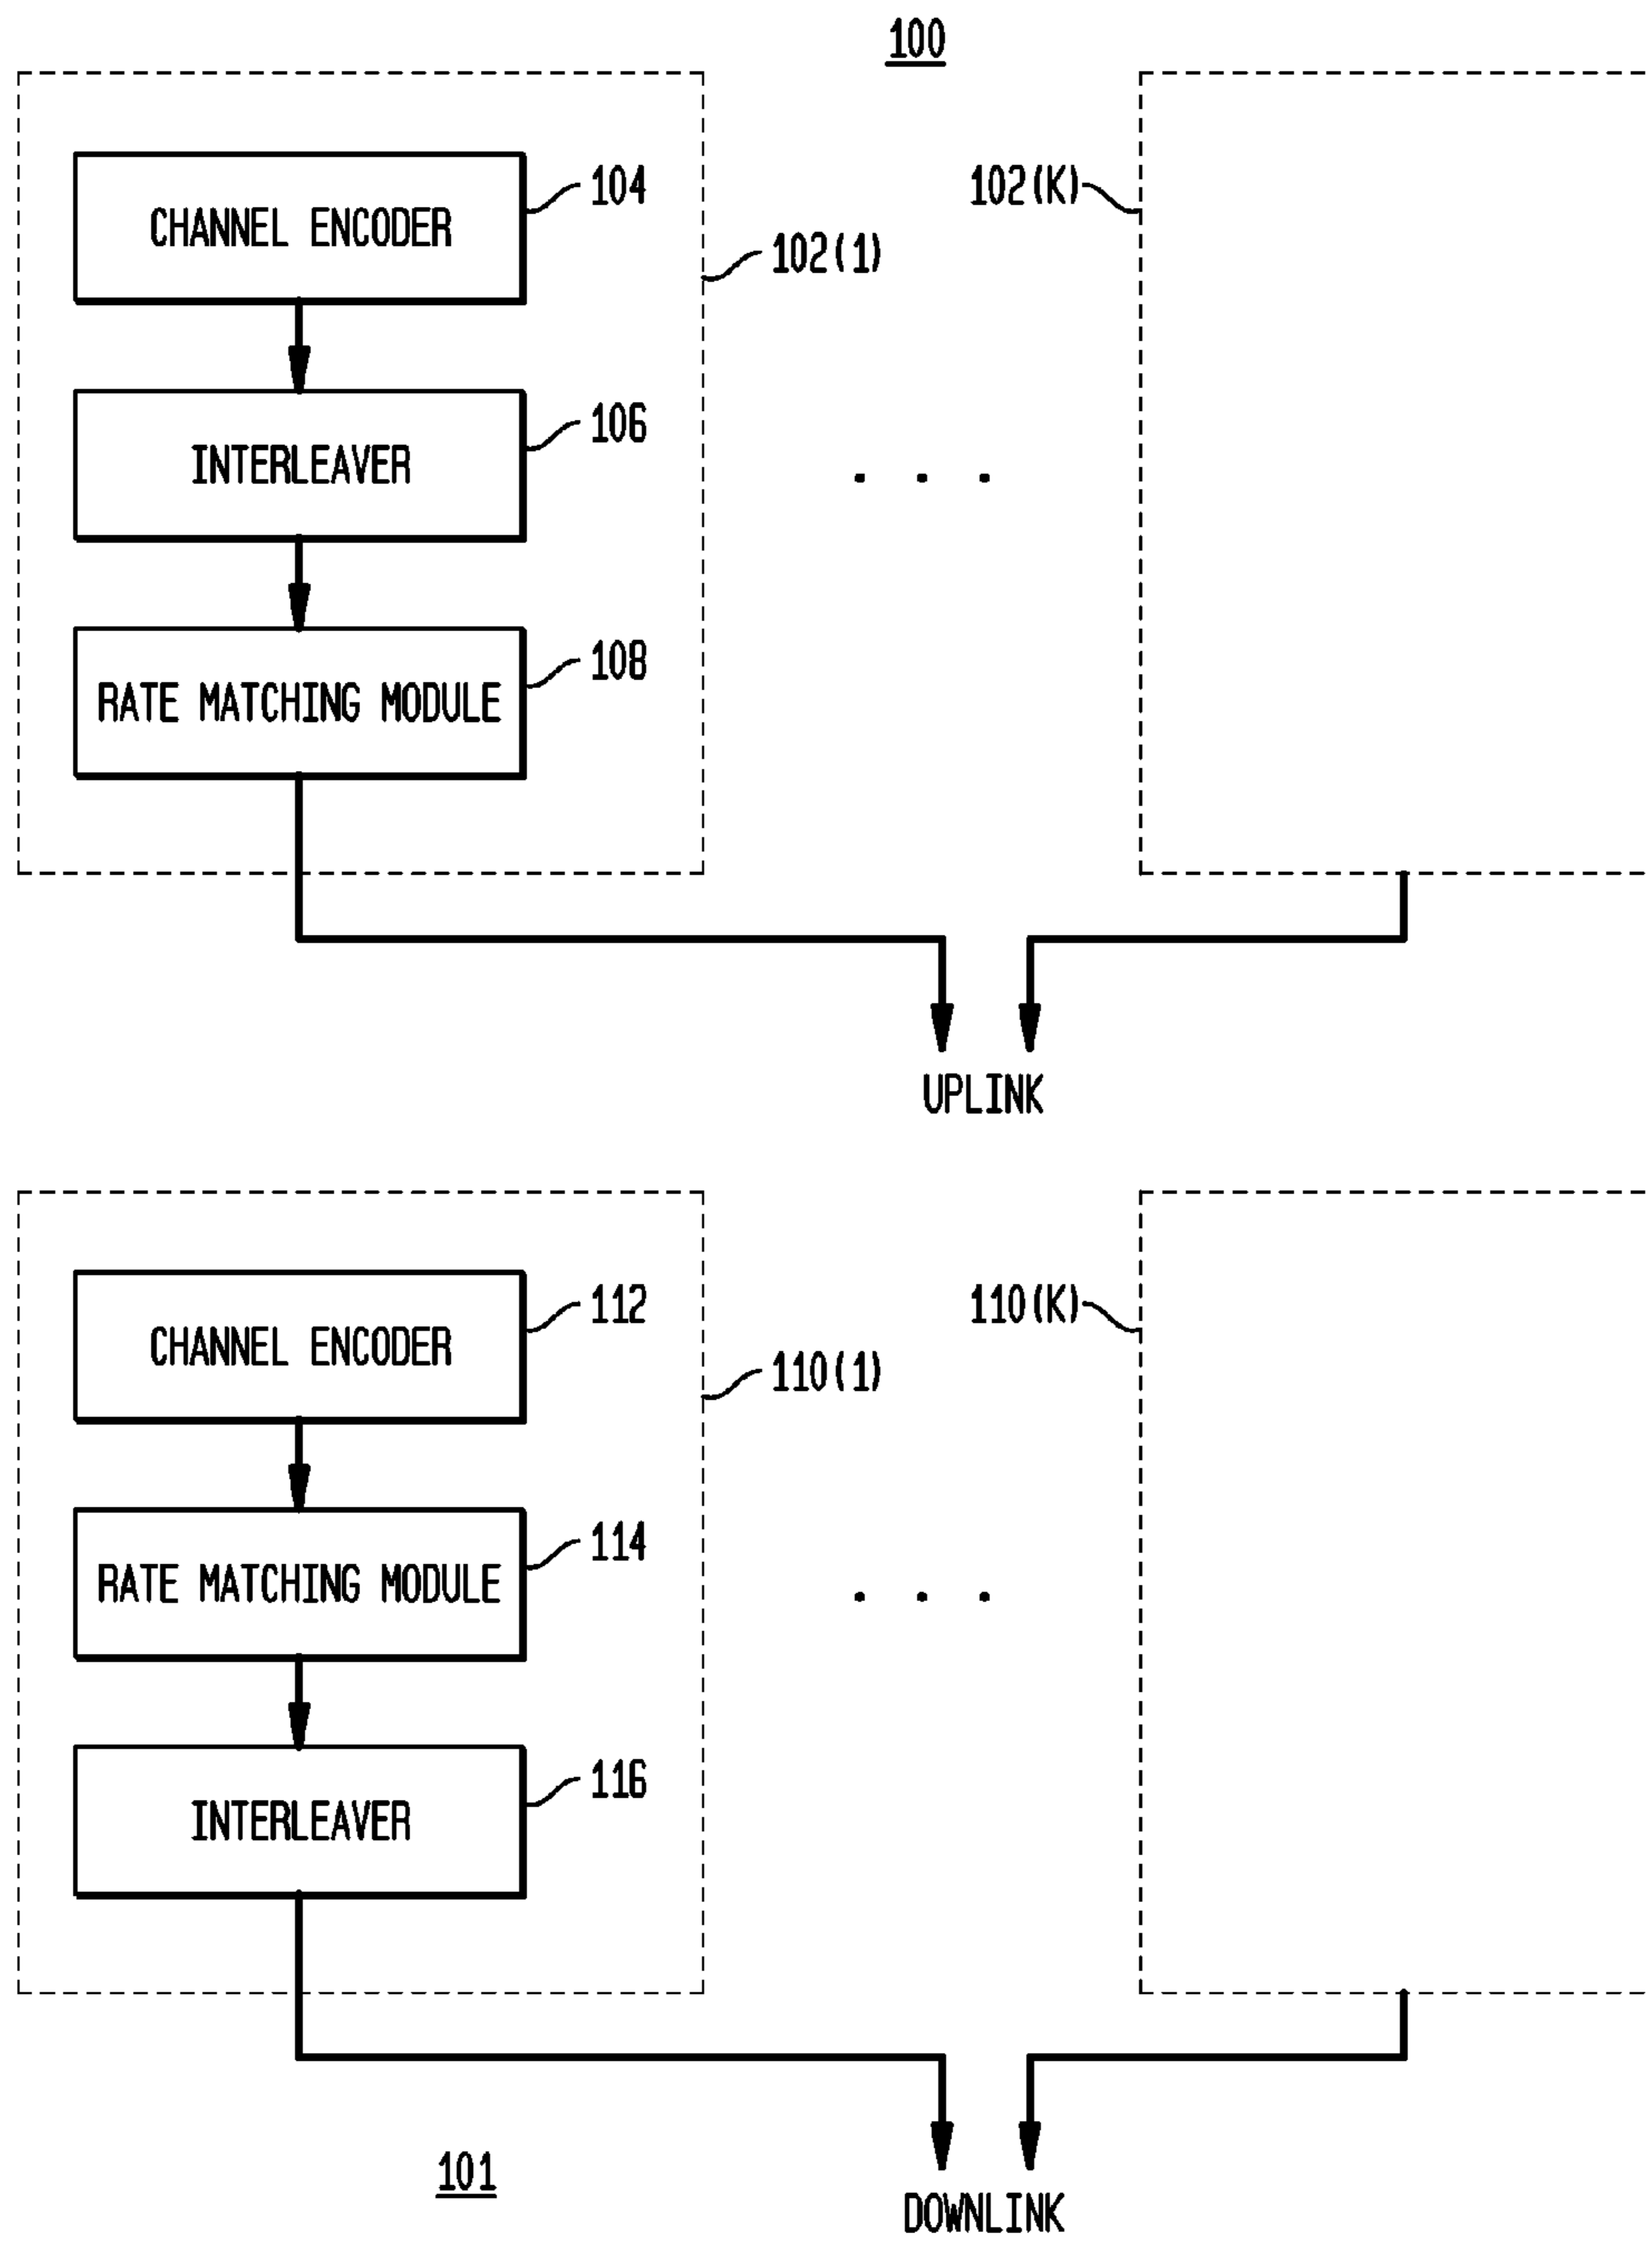 100
104
102(K)
CHANNEL ENCODER
102(1)
106
INTERLEAVER
. . .
108
RATE MATCHING MODULE
UPLINK
112
110(K)
CHANNEL ENCODER
110(1)
114
RATE MATCHING MODULE
. . .
116
INTERLEAVER
101
DOWNLINK